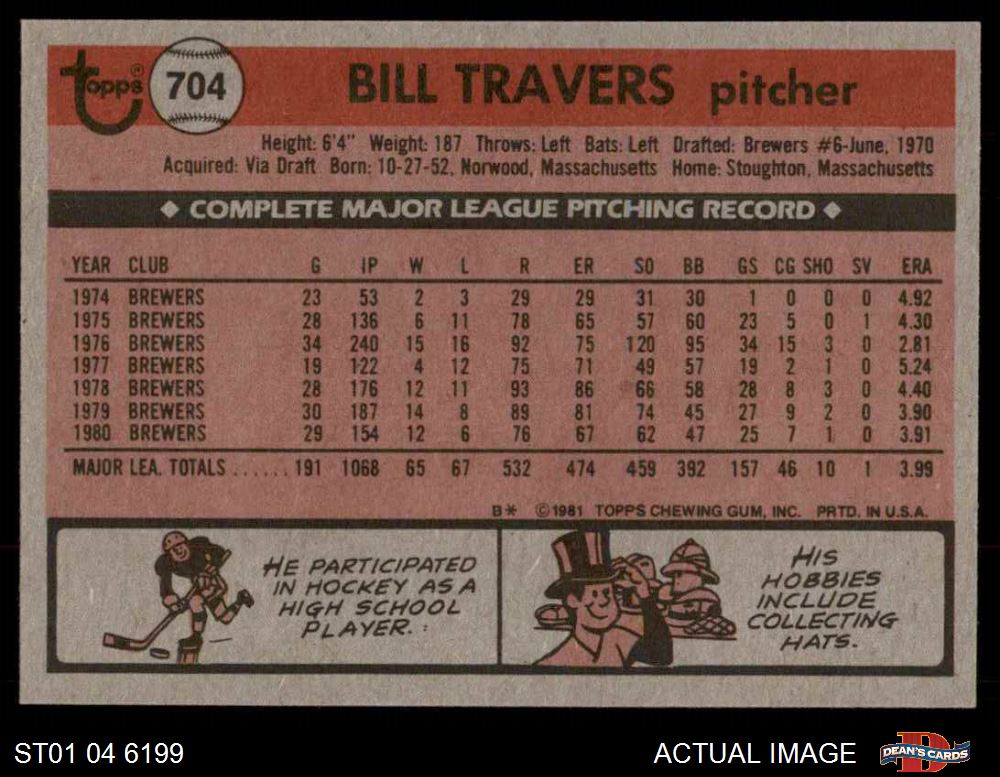 topps® 704 BILL TRAVERS pitcher
Height: 6'4" Weight: 187 Throws: Left Bats: Left Drafted: Brewers #6-June, 1970
Acquired: Via Draft Born: 10-27-52, Norwood, Massachusetts Home: Stoughton, Massachusetts
◆ COMPLETE MAJOR LEAGUE PITCHING RECORD ◆
YEAR CLUB G IP W L R ER SO BB GS CG SHO SV ERA
1974 BREWERS 23 53 2 3 29 29 31 30 1 0 0 0 4.92
1975 BREWERS 28 136 6 11 78 65 57 60 23 5 0 1 4.30
1976 BREWERS 34 240 15 16 92 75 120 95 34 15 3 0 2.81
1977 BREWERS 19 122 4 12 75 71 49 57 19 2 1 0 5.24
1978 BREWERS 28 176 12 11 93 86 66 58 28 8 3 0 4.40
1979 BREWERS 30 187 14 8 89 81 74 45 27 9 2 0 3.90
1980 BREWERS 29 154 12 6 76 67 62 47 25 7 1 0 3.91
MAJOR LEA. TOTALS ...... 191 1068 65 67 532 474 459 392 157 46 10 1 3.99
B* ©1981 TOPPS CHEWING GUM, INC. PRTD. IN U.S.A.
HE PARTICIPATED
IN HOCKEY AS A
HIGH SCHOOL
PLAYER.
HIS
HOBBIES
INCLUDE
COLLECTING
HATS.
ST01 04 6199 ACTUAL IMAGE DEAN'S CARDS